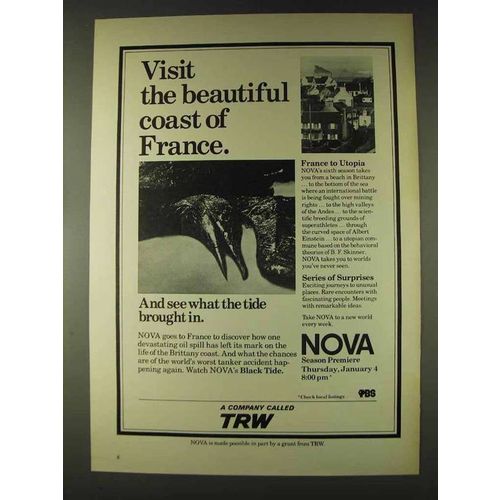 Visit
the beautiful
coast of
France.
And see what the tide
brought in.
NOVA goes to France to discover how one
devastating oil spill has left its mark on the
life of the Brittany coast. And what the chances
are of the world's worst tanker accident hap-
pening again. Watch NOVA's Black Tide.
France to Utopia
NOVA's sixth season takes
you from a beach in Brittany
... to the bottom of the sea
where an international battle
is being fought over mining
rights ... to the high valleys
of the Andes ... to the scien-
tific breeding grounds of
superathletes ... through
the curved space of Albert
Einstein ... to a utopian com-
mune based on the behavioral
theories of B. F. Skinner.
NOVA takes you to worlds
you've never seen.
Series of Surprises
Exciting journeys to unusual
places. Rare encounters with
fascinating people. Meetings
with remarkable ideas.
Take NOVA to a new world
every week.
NOVA
Season Premiere
Thursday, January 4
8:00 pm*
*Check local listings
PBS
A COMPANY CALLED
TRW
NOVA is made possible in part by a grant from TRW.